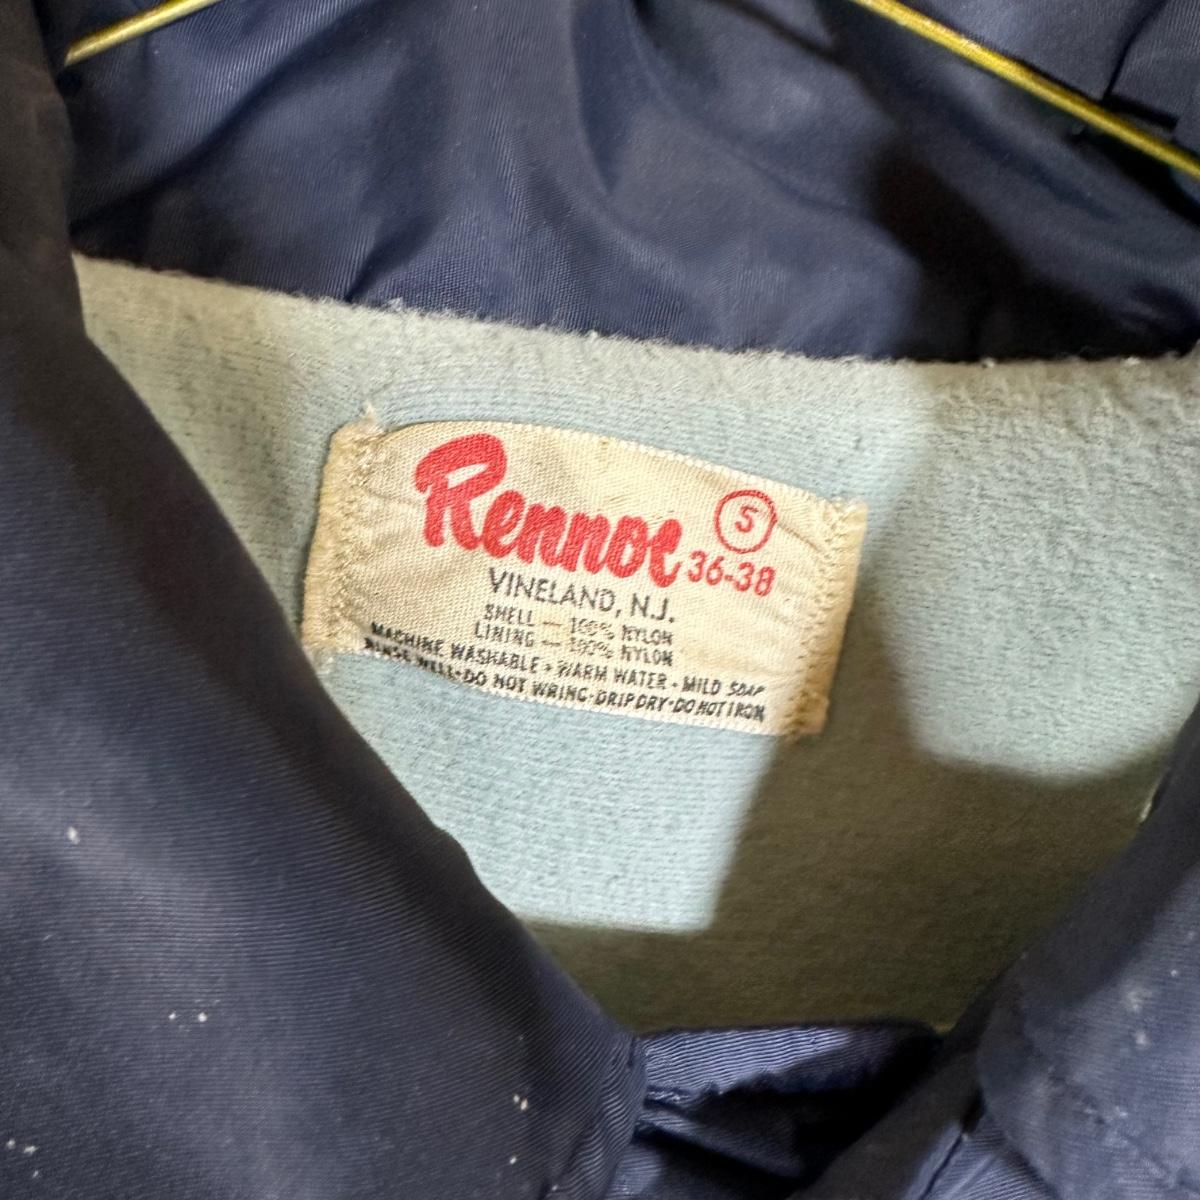 Rennoc
S
36-38
VINELAND, N.J.
SHELL — 100% NYLON
LINING — 100% NYLON
MACHINE WASHABLE • WARM WATER • MILD SOAP
RINSE WELL • DO NOT WRING • DRIP DRY • DO NOT IRON